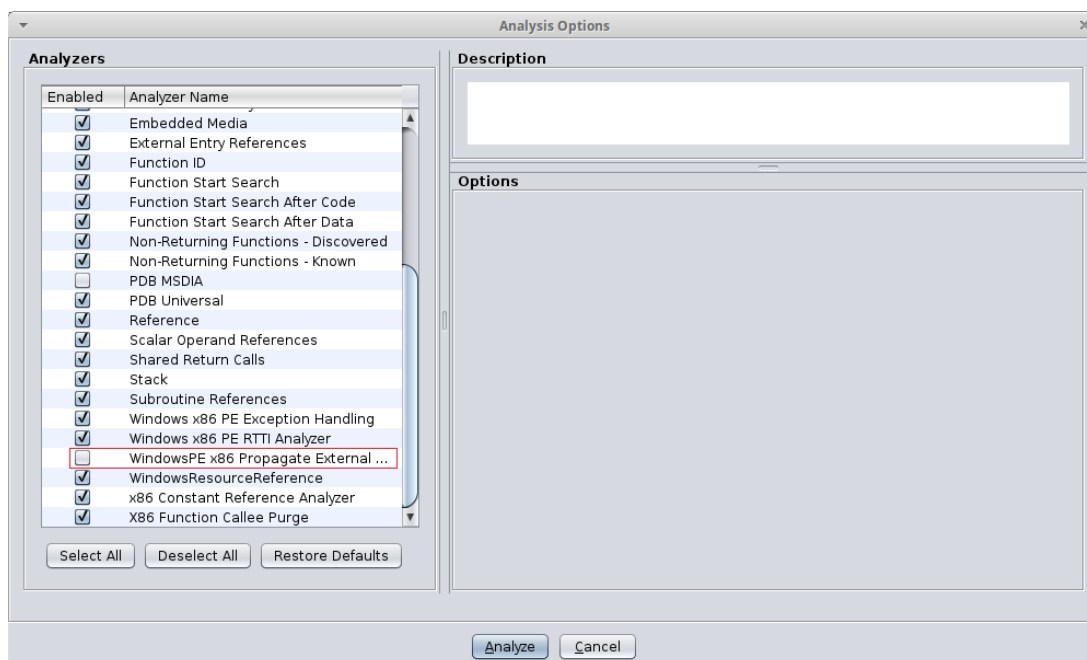 Analysis Options
Analyzers
Enabled Analyzer Name
Embedded Media
External Entry References
Function ID
Function Start Search
Function Start Search After Code
Function Start Search After Data
Non-Returning Functions - Discovered
Non-Returning Functions - Known
PDB MSDIA
PDB Universal
Reference
Scalar Operand References
Shared Return Calls
Stack
Subroutine References
Windows x86 PE Exception Handling
Windows x86 PE RTTI Analyzer
WindowsPE x86 Propagate External ...
WindowsResourceReference
x86 Constant Reference Analyzer
X86 Function Callee Purge
Select All Deselect All Restore Defaults
Description
Options
Analyze Cancel